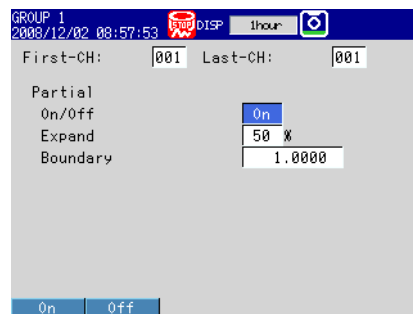 GROUP 1
2008/12/02 08:57:53 STOP DISP 1hour
First-CH: 001 Last-CH: 001
Partial
On/Off On
Expand 50 %
Boundary 1.0000
On Off